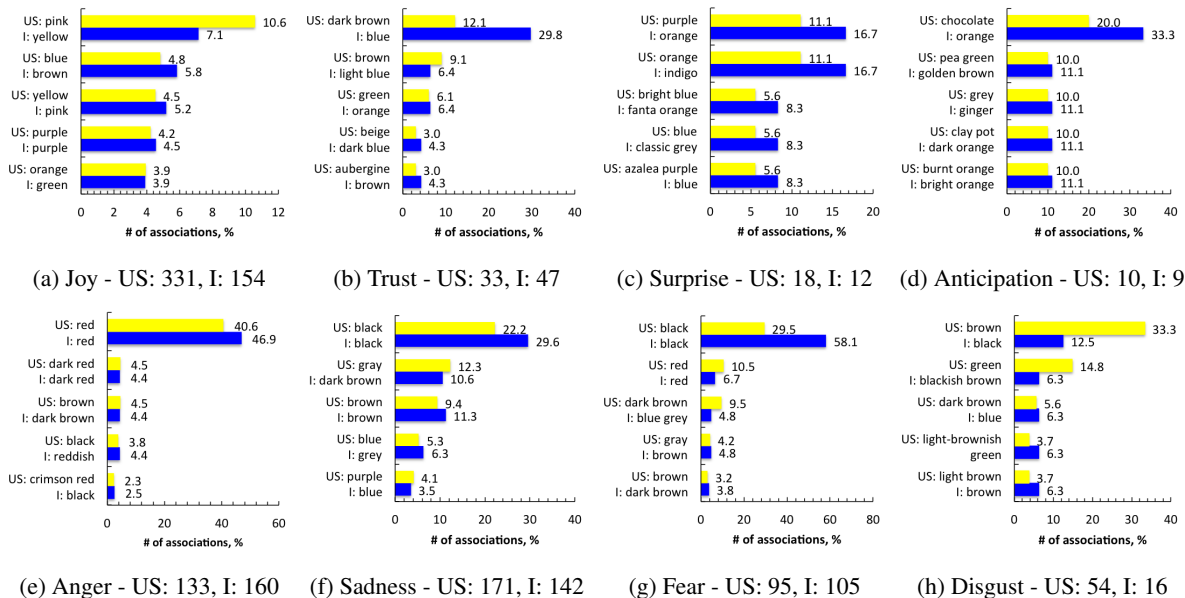 US: pink
I: yellow
10.6
7.1
US: blue
I: brown
4.8
5.8
US: yellow
I: pink
4.5
5.2
US: purple
I: purple
4.2
4.5
US: orange
I: green
3.9
3.9
0 2 4 6 8 10 12
# of associations, %
(a) Joy - US: 331, I: 154
US: dark brown
I: blue
12.1
29.8
US: brown
I: light blue
9.1
6.4
US: green
I: orange
6.1
6.4
US: beige
I: dark blue
3.0
4.3
US: aubergine
I: brown
3.0
4.3
0 10 20 30 40
# of associations, %
(b) Trust - US: 33, I: 47
US: purple
I: orange
11.1
16.7
US: orange
I: indigo
11.1
16.7
US: bright blue
I: fanta orange
5.6
8.3
US: blue
I: classic grey
5.6
8.3
US: azalea purple
I: blue
5.6
8.3
0 5 10 15 20
# of associations, %
(c) Surprise - US: 18, I: 12
US: chocolate
I: orange
20.0
33.3
US: pea green
I: golden brown
10.0
11.1
US: grey
I: ginger
10.0
11.1
US: clay pot
I: dark orange
10.0
11.1
US: burnt orange
I: bright orange
10.0
11.1
0 10 20 30 40
# of associations, %
(d) Anticipation - US: 10, I: 9
US: red
I: red
40.6
46.9
US: dark red
I: dark red
4.5
4.4
US: brown
I: dark brown
4.5
4.4
US: black
I: reddish
3.8
4.4
US: crimson red
I: black
2.3
2.5
0 20 40 60
# of associations, %
(e) Anger - US: 133, I: 160
US: black
I: black
22.2
29.6
US: gray
I: dark brown
12.3
10.6
US: brown
I: brown
9.4
11.3
US: blue
I: grey
5.3
6.3
US: purple
I: blue
4.1
3.5
0 10 20 30 40
# of associations, %
(f) Sadness - US: 171, I: 142
US: black
I: black
29.5
58.1
US: red
I: red
10.5
6.7
US: dark brown
I: blue grey
9.5
4.8
US: gray
I: brown
4.2
4.8
US: brown
I: dark brown
3.2
3.8
0 20 40 60 80
# of associations, %
(g) Fear - US: 95, I: 105
US: brown
I: black
33.3
12.5
US: green
I: blackish brown
14.8
6.3
US: dark brown
I: blue
5.6
6.3
US: light-brownish
green
3.7
6.3
US: light brown
I: brown
3.7
6.3
0 10 20 30 40
# of associations, %
(h) Disgust - US: 54, I: 16